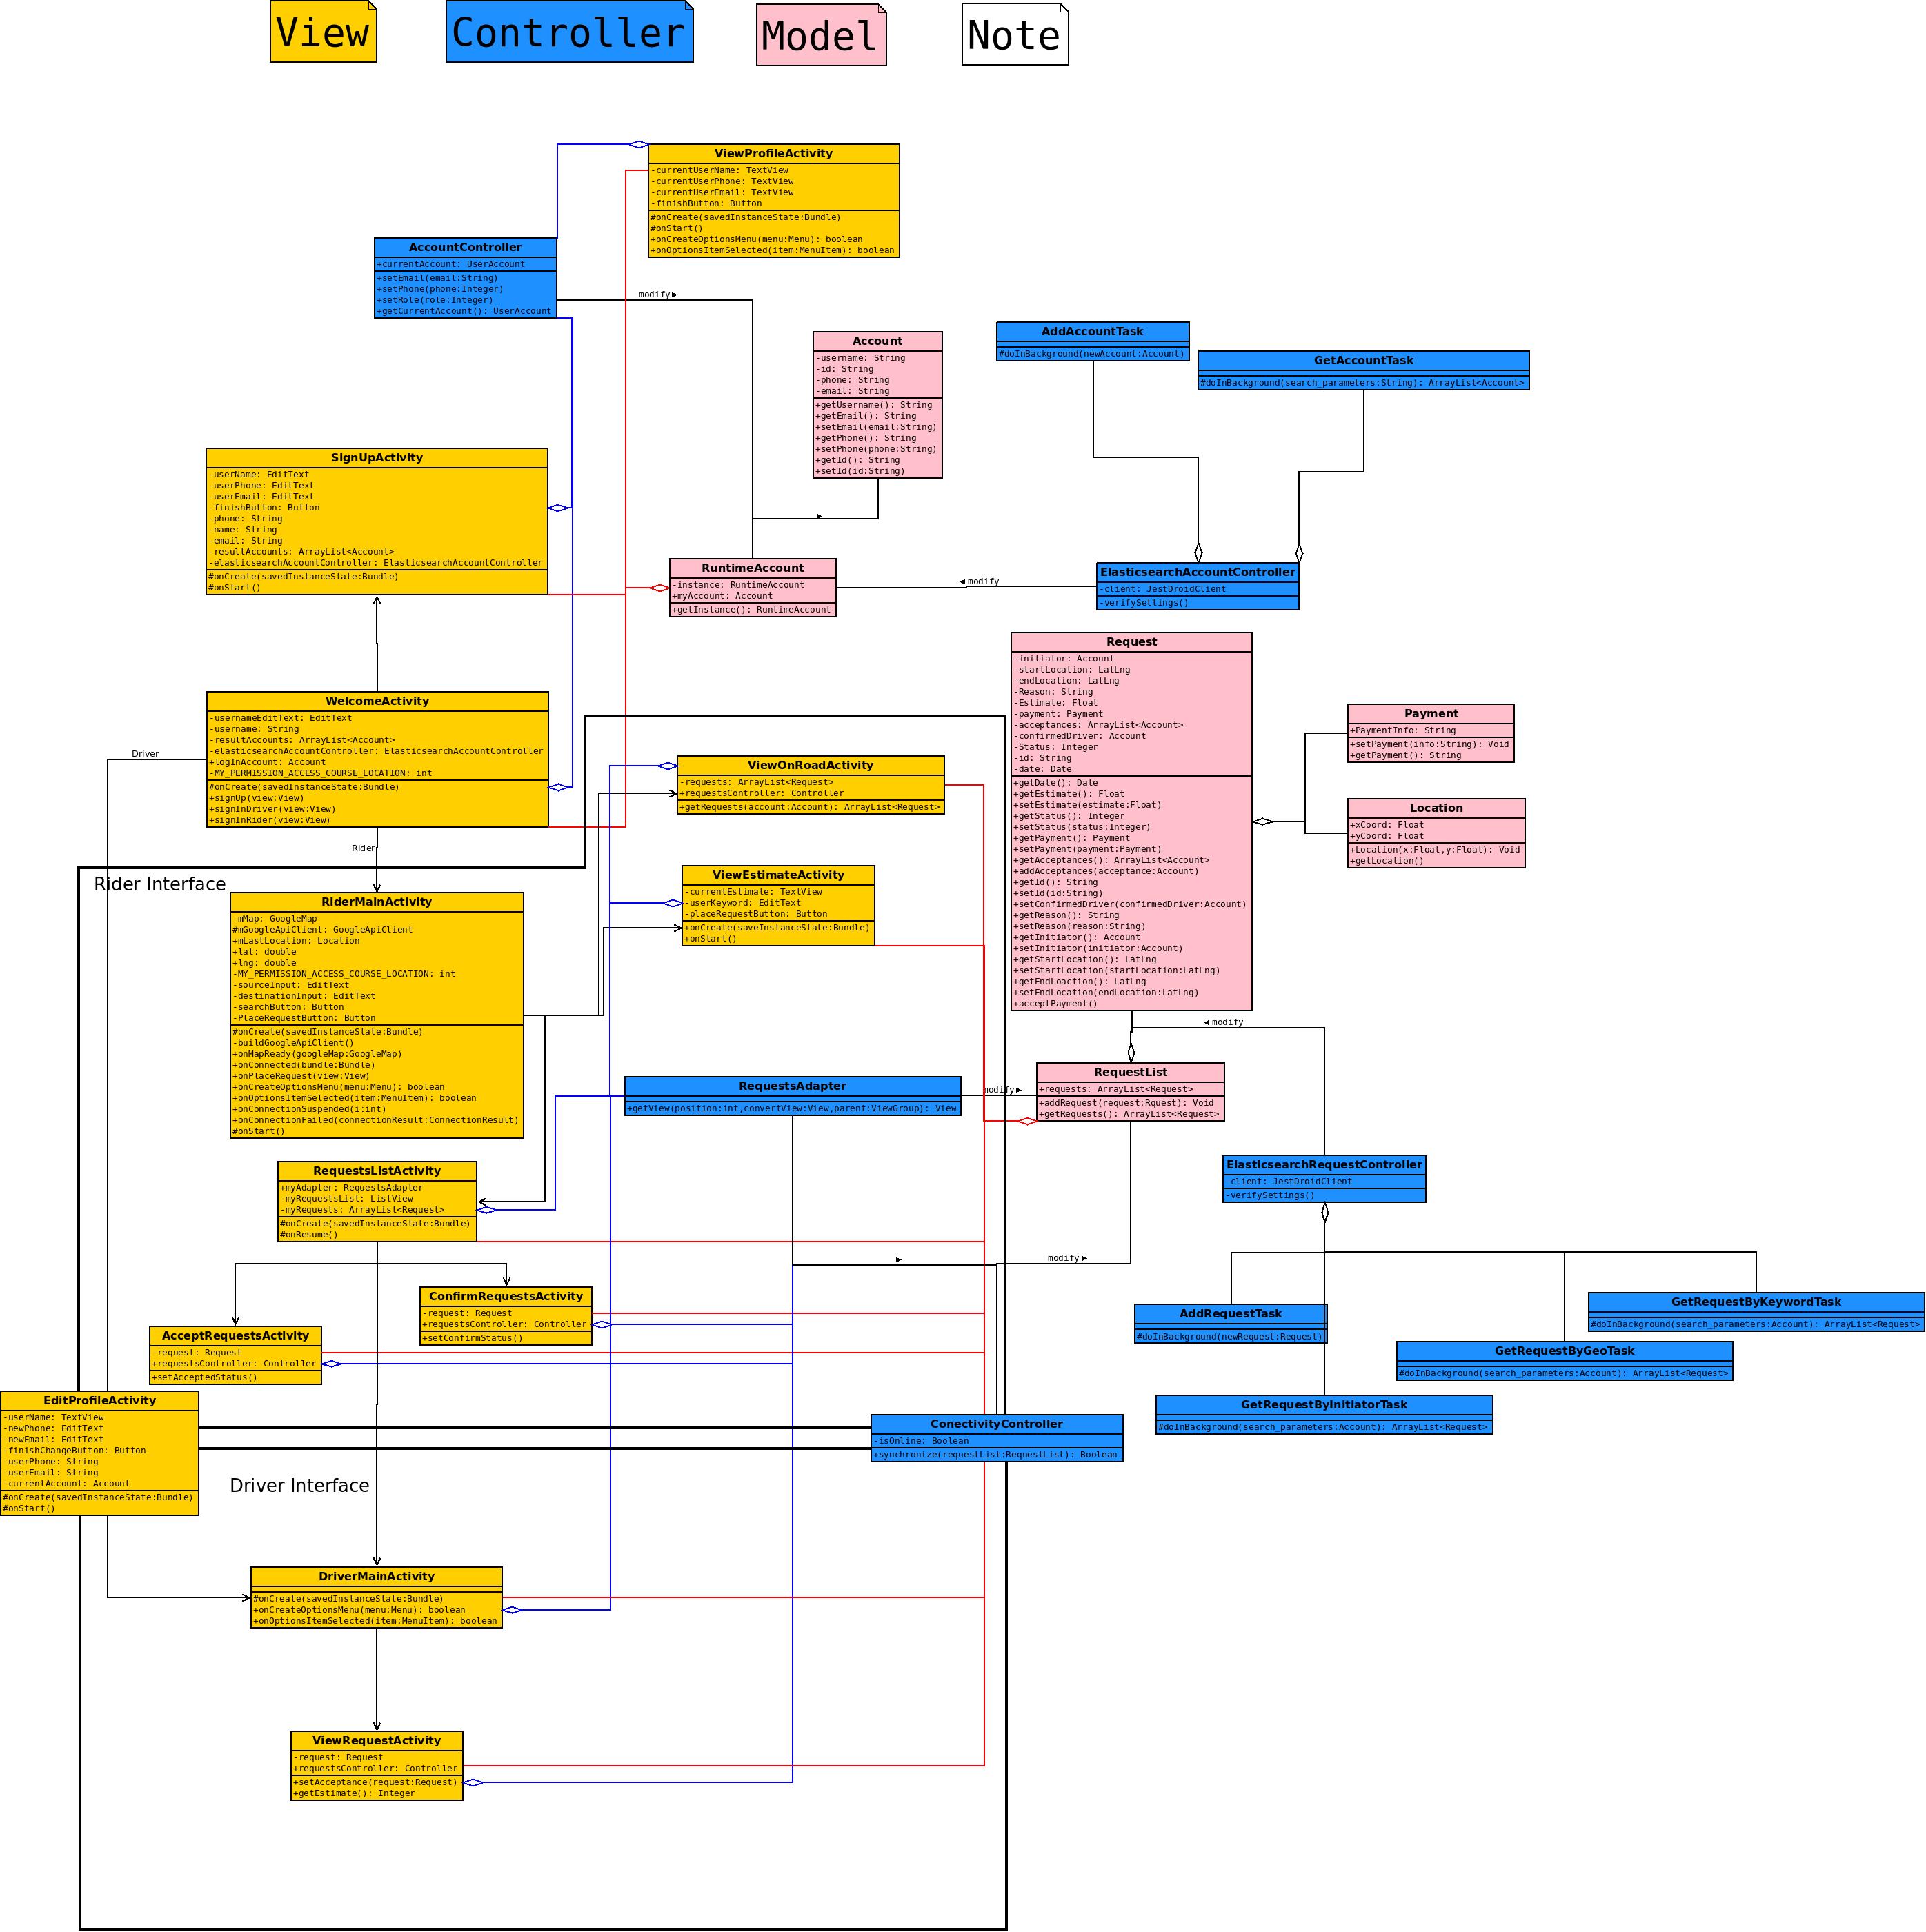 View
Controller
Model
Note
ViewProfileActivity
-currentUserName: TextView
-currentUserPhone: TextView
-currentUserEmail: TextView
-finishButton: Button
#onCreate(savedInstanceState:Bundle)
#onStart()
+onCreateOptionsMenu(menu:Menu): boolean
+onOptionsItemSelected(item:MenuItem): boolean
AccountController
+currentAccount: UserAccount
+setEmail(email:String)
+setPhone(phone:Integer)
+setRole(role:Integer)
+getCurrentAccount(): UserAccount
modify ►
Account
-username: String
-id: String
-phone: String
-email: String
+getUsername(): String
+getEmail(): String
+setEmail(email:String)
+getPhone(): String
+setPhone(phone:String)
+getId(): String
+setId(id:String)
►
AddAccountTask
#doInBackground(newAccount:Account)
GetAccountTask
#doInBackground(search_parameters:String): ArrayList<Account>
SignUpActivity
-userName: EditText
-userPhone: EditText
-userEmail: EditText
-finishButton: Button
-phone: String
-name: String
-email: String
-resultAccounts: ArrayList<Account>
-elasticsearchAccountController: ElasticsearchAccountController
#onCreate(savedInstanceState:Bundle)
#onStart()
RuntimeAccount
-instance: RuntimeAccount
+myAccount: Account
+getInstance(): RuntimeAccount
◄ modify
ElasticsearchAccountController
-client: JestDroidClient
-verifySettings()
Request
-initiator: Account
-startLocation: LatLng
-endLocation: LatLng
-Reason: String
-Estimate: Float
-payment: Payment
-acceptances: ArrayList<Account>
-confirmedDriver: Account
-Status: Integer
-id: String
-date: Date
+getDate(): Date
+getEstimate(): Float
+setEstimate(estimate:Float)
+getStatus(): Integer
+setStatus(status:Integer)
+getPayment(): Payment
+setPayment(payment:Payment)
+getAcceptances(): ArrayList<Account>
+addAcceptances(acceptance:Account)
+getId(): String
+setId(id:String)
+setConfirmedDriver(confirmedDriver:Account)
+getReason(): String
+setReason(reason:String)
+getInitiator(): Account
+setInitiator(initiator:Account)
+getStartLocation(): LatLng
+setStartLocation(startLocation:LatLng)
+getEndLoaction(): LatLng
+setEndLocation(endLocation:LatLng)
+acceptPayment()
Payment
+PaymentInfo: String
+setPayment(info:String): Void
+getPayment(): String
Location
+xCoord: Float
+yCoord: Float
+Location(x:Float,y:Float): Void
+getLocation()
WelcomeActivity
-usernameEditText: EditText
-username: String
-resultAccounts: ArrayList<Account>
-elasticsearchAccountController: ElasticsearchAccountController
+logInAccount: Account
-MY_PERMISSION_ACCESS_COURSE_LOCATION: int
#onCreate(savedInstanceState:Bundle)
+signUp(view:View)
+signInDriver(view:View)
+signInRider(view:View)
Driver
Rider
Rider Interface
ViewOnRoadActivity
-requests: ArrayList<Request>
+requestsController: Controller
+getRequests(account:Account): ArrayList<Request>
ViewEstimateActivity
-currentEstimate: TextView
-userKeyword: EditText
-placeRequestButton: Button
+onCreate(saveInstanceState:Bundle)
+onStart()
RiderMainActivity
-mMap: GoogleMap
#mGoogleApiClient: GoogleApiClient
+mLastLocation: Location
+lat: double
+lng: double
-MY_PERMISSION_ACCESS_COURSE_LOCATION: int
-sourceInput: EditText
-destinationInput: EditText
-searchButton: Button
-PlaceRequestButton: Button
#onCreate(savedInstanceState:Bundle)
-buildGoogleApiClient()
+onMapReady(googleMap:GoogleMap)
+onConnected(bundle:Bundle)
+onPlaceRequest(view:View)
+onCreateOptionsMenu(menu:Menu): boolean
+onOptionsItemSelected(item:MenuItem): boolean
+onConnectionSuspended(i:int)
+onConnectionFailed(connectionResult:ConnectionResult)
#onStart()
◄ modify
RequestsAdapter
+getView(position:int,convertView:View,parent:ViewGroup): View
modify ►
RequestList
+requests: ArrayList<Request>
+addRequest(request:Rquest): Void
+getRequests(): ArrayList<Request>
RequestsListActivity
+myAdapter: RequestsAdapter
-myRequestsList: ListView
-myRequests: ArrayList<Request>
#onCreate(savedInstanceState:Bundle)
#onResume()
ElasticsearchRequestController
-client: JestDroidClient
-verifySettings()
►
modify ►
ConfirmRequestsActivity
-request: Request
+requestsController: Controller
+setConfirmStatus()
AcceptRequestsActivity
-request: Request
+requestsController: Controller
+setAcceptedStatus()
AddRequestTask
#doInBackground(newRequest:Request)
GetRequestByKeywordTask
#doInBackground(search_parameters:Account): ArrayList<Request>
GetRequestByGeoTask
#doInBackground(search_parameters:Account): ArrayList<Request>
GetRequestByInitiatorTask
#doInBackground(search_parameters:Account): ArrayList<Request>
EditProfileActivity
-userName: TextView
-newPhone: EditText
-newEmail: EditText
-finishChangeButton: Button
-userPhone: String
-userEmail: String
-currentAccount: Account
#onCreate(savedInstanceState:Bundle)
#onStart()
ConectivityController
-isOnline: Boolean
+synchronize(requestList:RequestList): Boolean
Driver Interface
DriverMainActivity
#onCreate(savedInstanceState:Bundle)
+onCreateOptionsMenu(menu:Menu): boolean
+onOptionsItemSelected(item:MenuItem): boolean
ViewRequestActivity
-request: Request
+requestsController: Controller
+setAcceptance(request:Request)
+getEstimate(): Integer